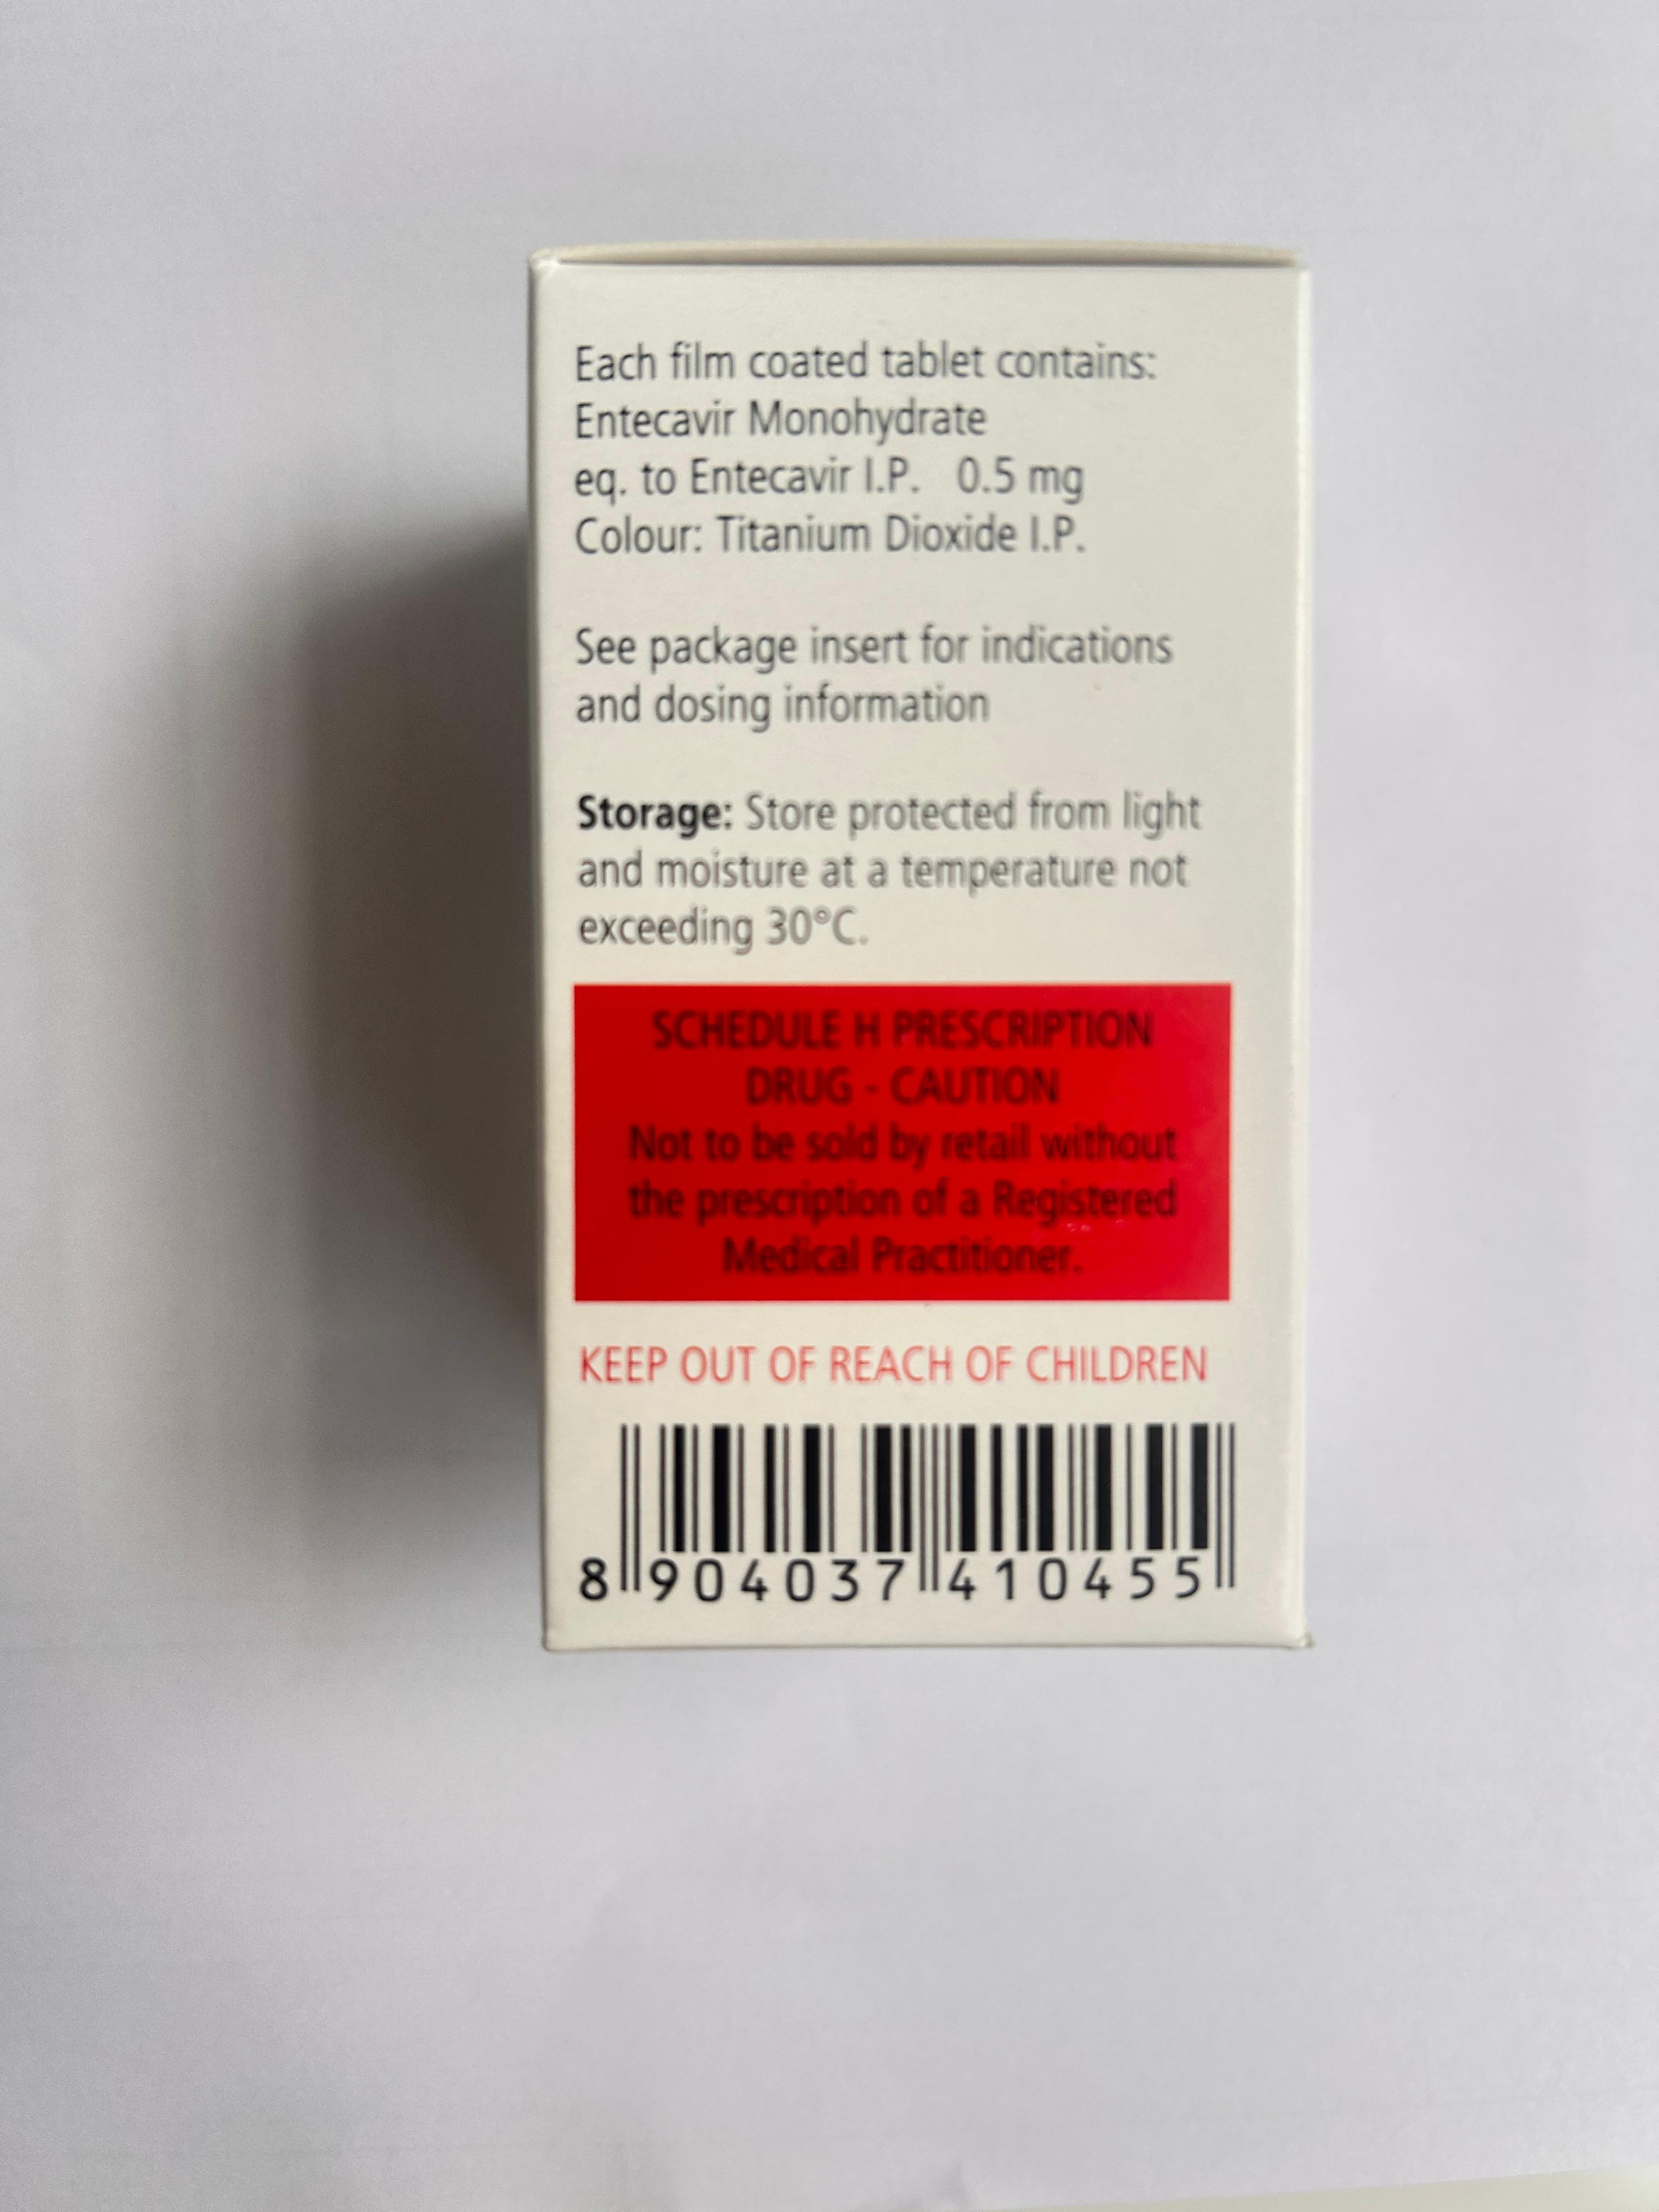 Each film coated tablet contains:
Entecavir Monohydrate
eq. to Entecavir I.P. 0.5 mg
Colour: Titanium Dioxide I.P.
See package insert for indications
and dosing information
Storage: Store protected from light
and moisture at a temperature not
exceeding 30°C.
SCHEDULE H PRESCRIPTION
DRUG - CAUTION
Not to be sold by retail without
the prescription of a Registered
Medical Practitioner.
KEEP OUT OF REACH OF CHILDREN
8 904037 410455